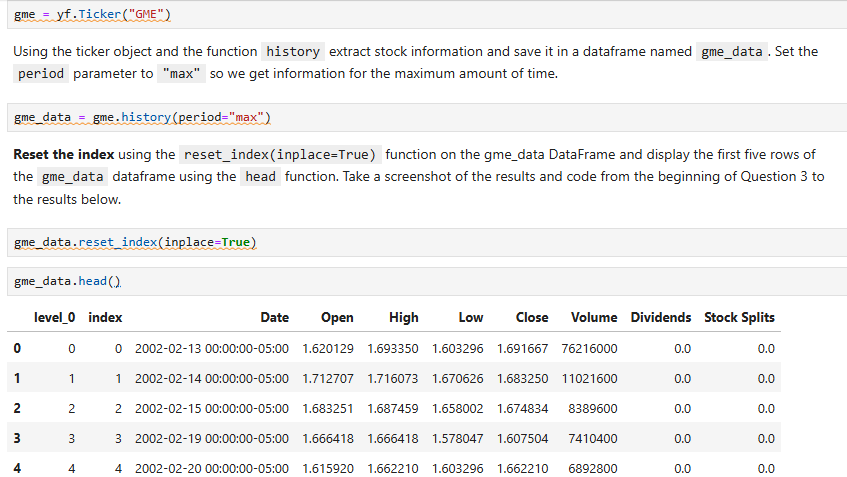 gme = yf.Ticker("GME")
Using the ticker object and the function history extract stock information and save it in a dataframe named gme_data . Set the
period parameter to "max" so we get information for the maximum amount of time.
gme_data = gme.history(period="max")
Reset the index using the reset_index(inplace=True) function on the gme_data DataFrame and display the first five rows of
the gme_data dataframe using the head function. Take a screenshot of the results and code from the beginning of Question 3 to
the results below.
gme_data.reset_index(inplace=True)
gme_data.head()
level_0 index Date Open High Low Close Volume Dividends Stock Splits
0 0 0 2002-02-13 00:00:00-05:00 1.620129 1.693350 1.603296 1.691667 76216000 0.0 0.0
1 1 1 2002-02-14 00:00:00-05:00 1.712707 1.716073 1.670626 1.683250 11021600 0.0 0.0
2 2 2 2002-02-15 00:00:00-05:00 1.683251 1.687459 1.658002 1.674834 8389600 0.0 0.0
3 3 3 2002-02-19 00:00:00-05:00 1.666418 1.666418 1.578047 1.607504 7410400 0.0 0.0
4 4 4 2002-02-20 00:00:00-05:00 1.615920 1.662210 1.603296 1.662210 6892800 0.0 0.0